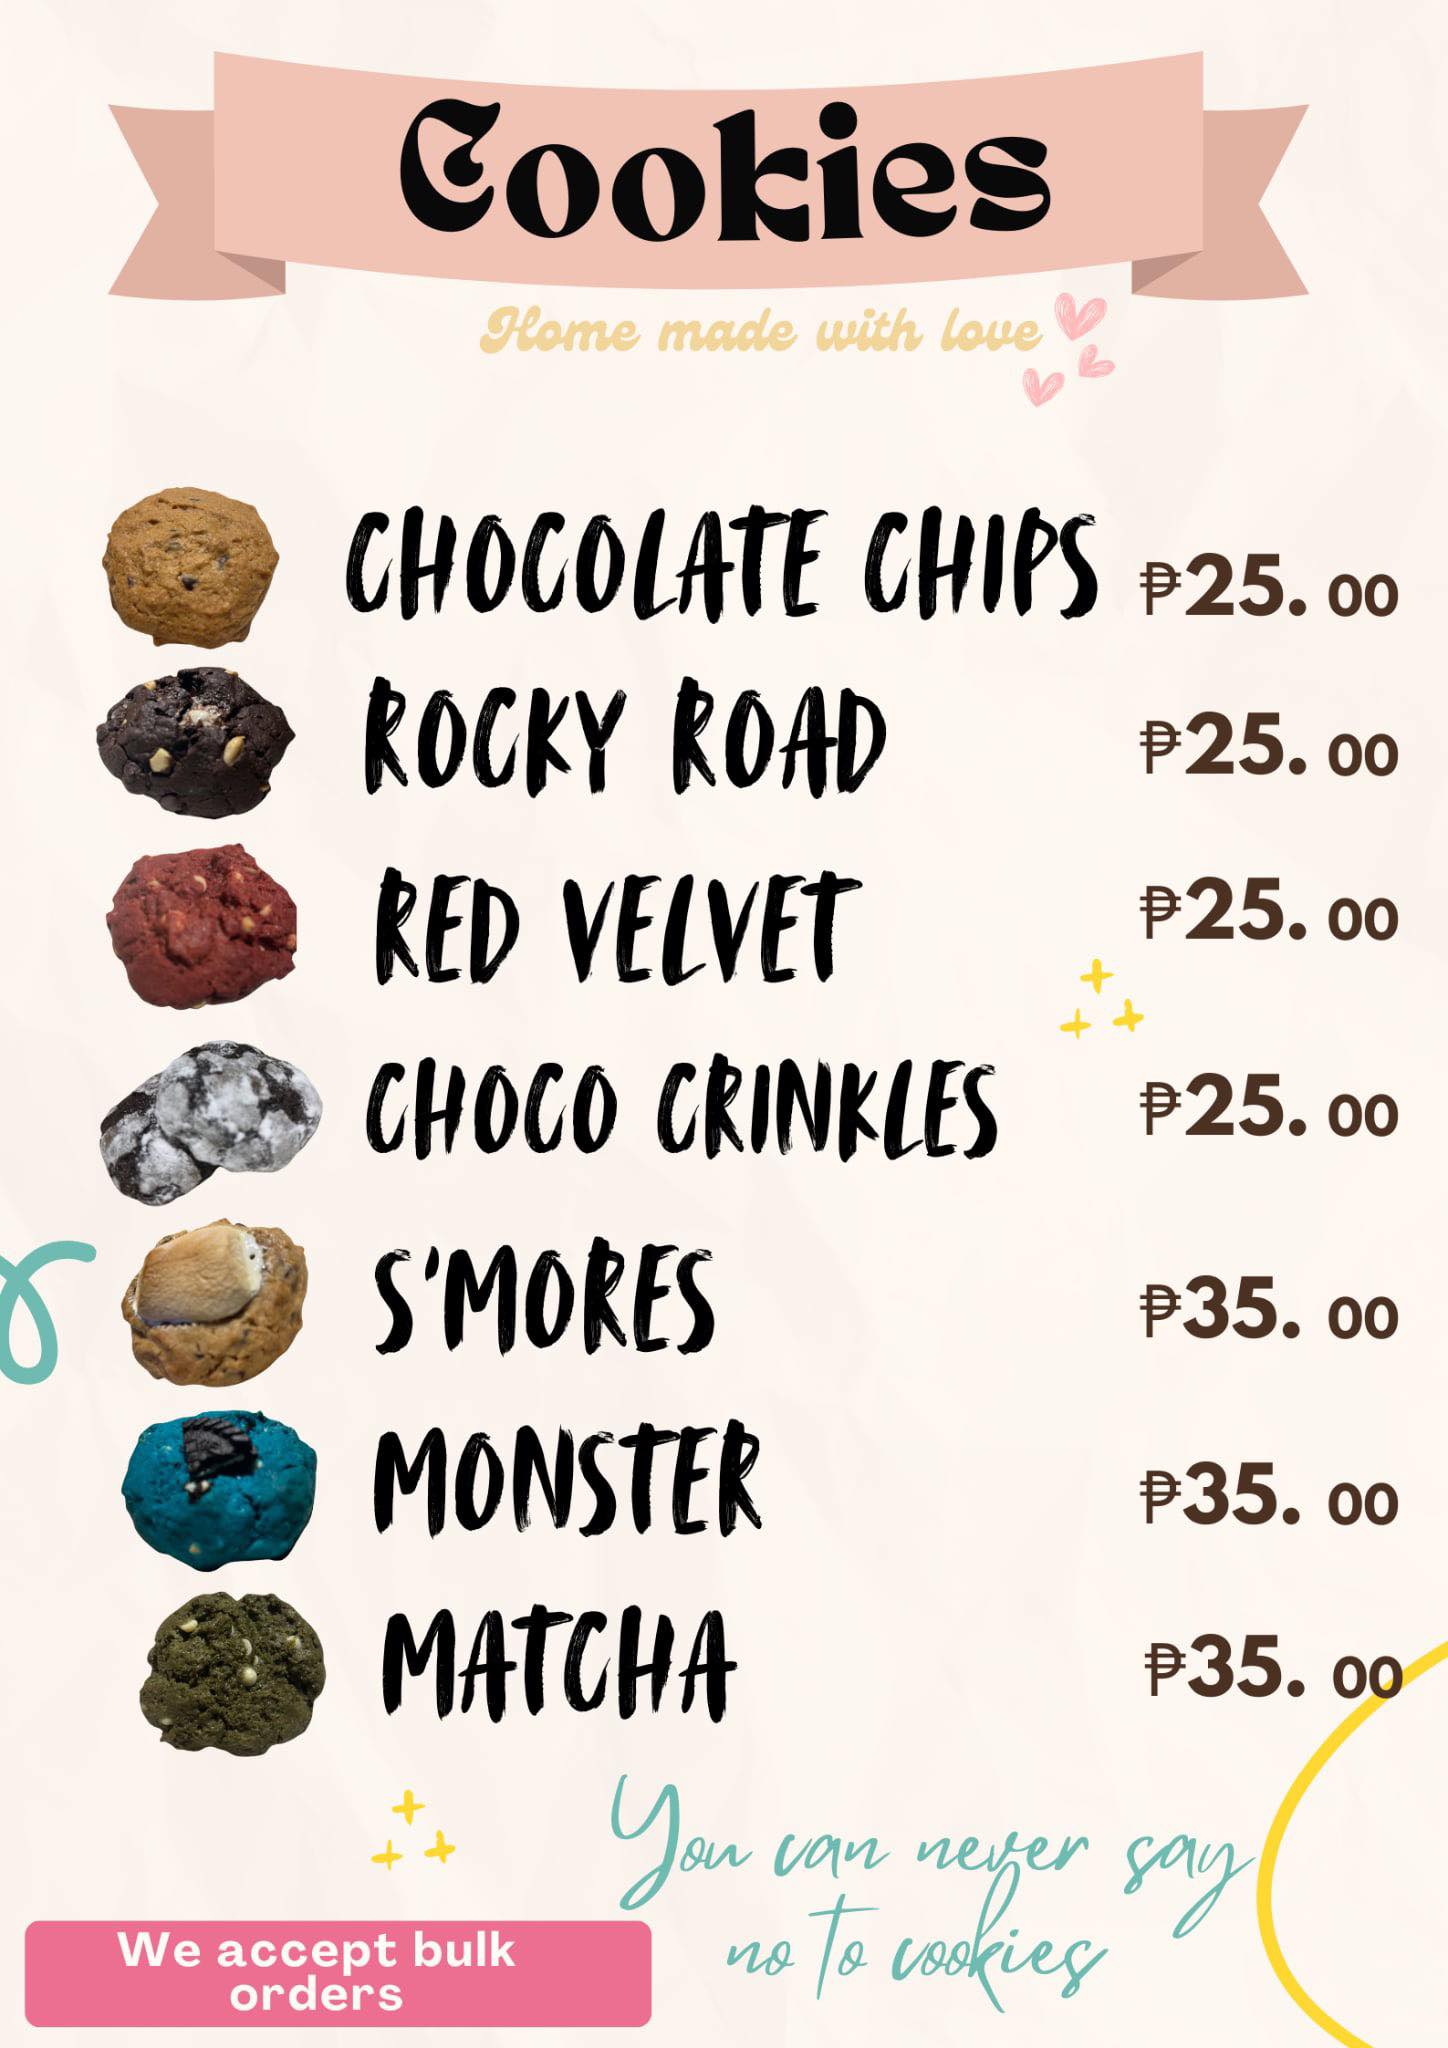 Cookies
Home made with love
CHOCOLATE CHIPS ₱25. 00
ROCKY ROAD ₱25. 00
RED VELVET ₱25. 00
CHOCO CRINKLES ₱25. 00
S'MORES ₱35. 00
MONSTER ₱35. 00
MATCHA ₱35. 00
You can never say
no to cookies
We accept bulk
orders